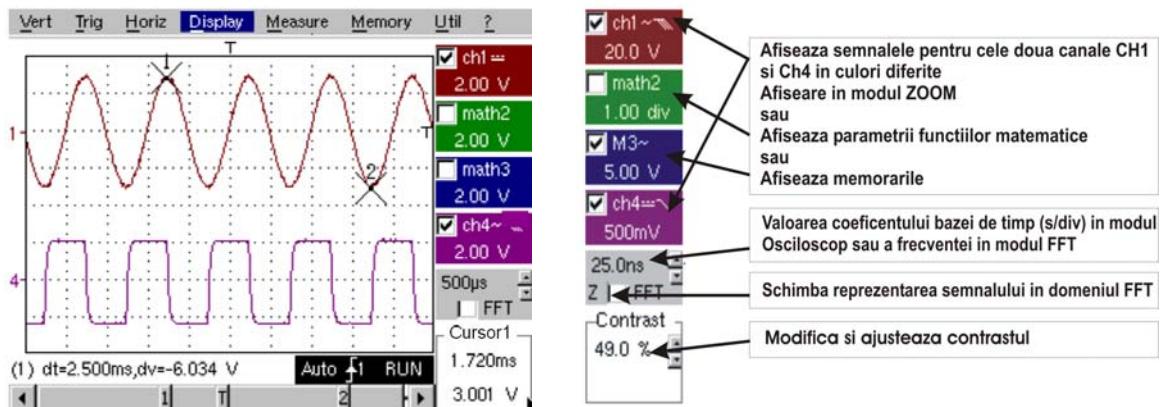 Vert Trig Horiz Display Measure Memory Util ?
T
1
2
1
T
4
ch1
2.00 V
math2
2.00 V
math3
2.00 V
ch4~
2.00 V
500µs
FFT
Cursor1
1.720ms
3.001 V
(1) dt=2.500ms,dv=-6.034 V
Auto 1 RUN
1 T 2
ch1 ~
20.0 V
math2
1.00 div
M3~
5.00 V
ch4
500mV
25.0ns
Z FFT
Contrast
49.0 %
Afiseaza semnalele pentru cele doua canale CH1
si Ch4 in culori diferite
Afiseare in modul ZOOM
sau
Afiseaza parametrii functiilor matematice
sau
Afiseaza memorarile
Valoarea coeficentului bazei de timp (s/div) in modul
Osciloscop sau a frecventei in modul FFT
Schimba reprezentarea semnalului in domeniul FFT
Modifica si ajusteaza contrastul